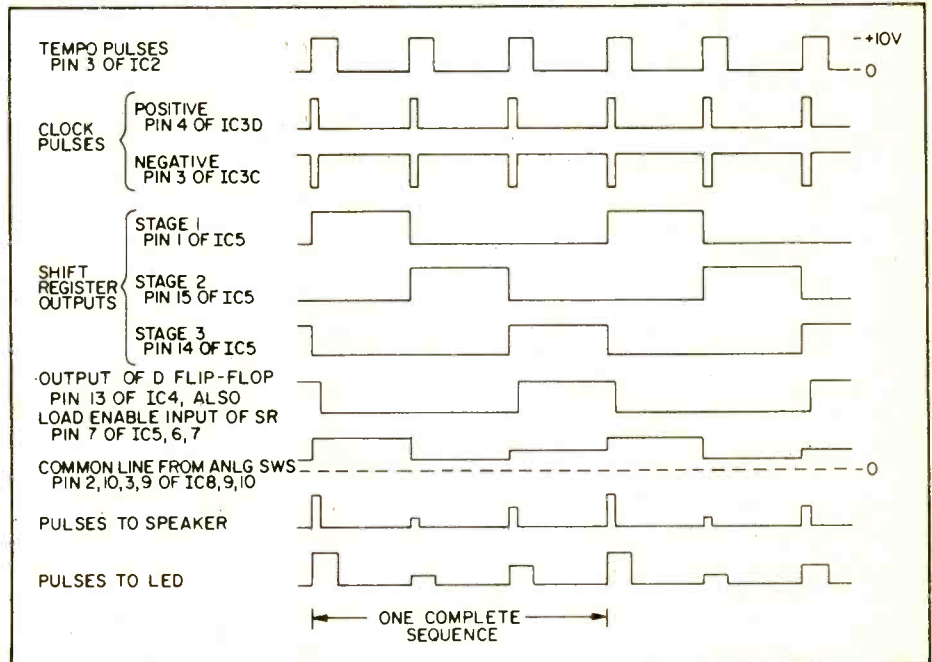 TEMPO PULSES
PIN 3 OF IC2
+10V
0
CLOCK
PULSES
POSITIVE
PIN 4 OF IC3D
NEGATIVE
PIN 3 OF IC3C
SHIFT
REGISTER
OUTPUTS
STAGE 1
PIN 1 OF IC5
STAGE 2
PIN 15 OF IC5
STAGE 3
PIN 14 OF IC5
OUTPUT OF D FLIP-FLOP
PIN 13 OF IC4, ALSO
LOAD ENABLE INPUT OF SR
PIN 7 OF IC5,6,7
COMMON LINE FROM ANLG SWS
PIN 2,10,3,9 OF IC8,9,10
0
PULSES TO SPEAKER
PULSES TO LED
ONE COMPLETE
SEQUENCE